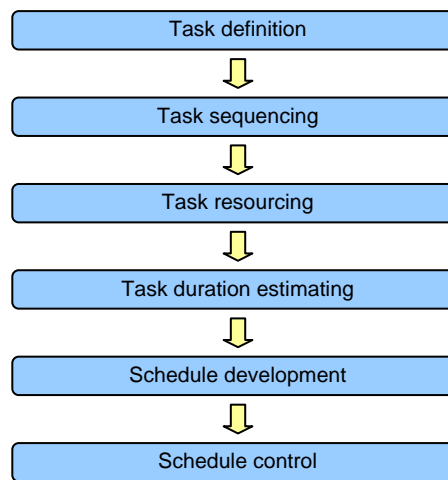 Task definition
Task sequencing
Task resourcing
Task duration estimating
Schedule development
Schedule control